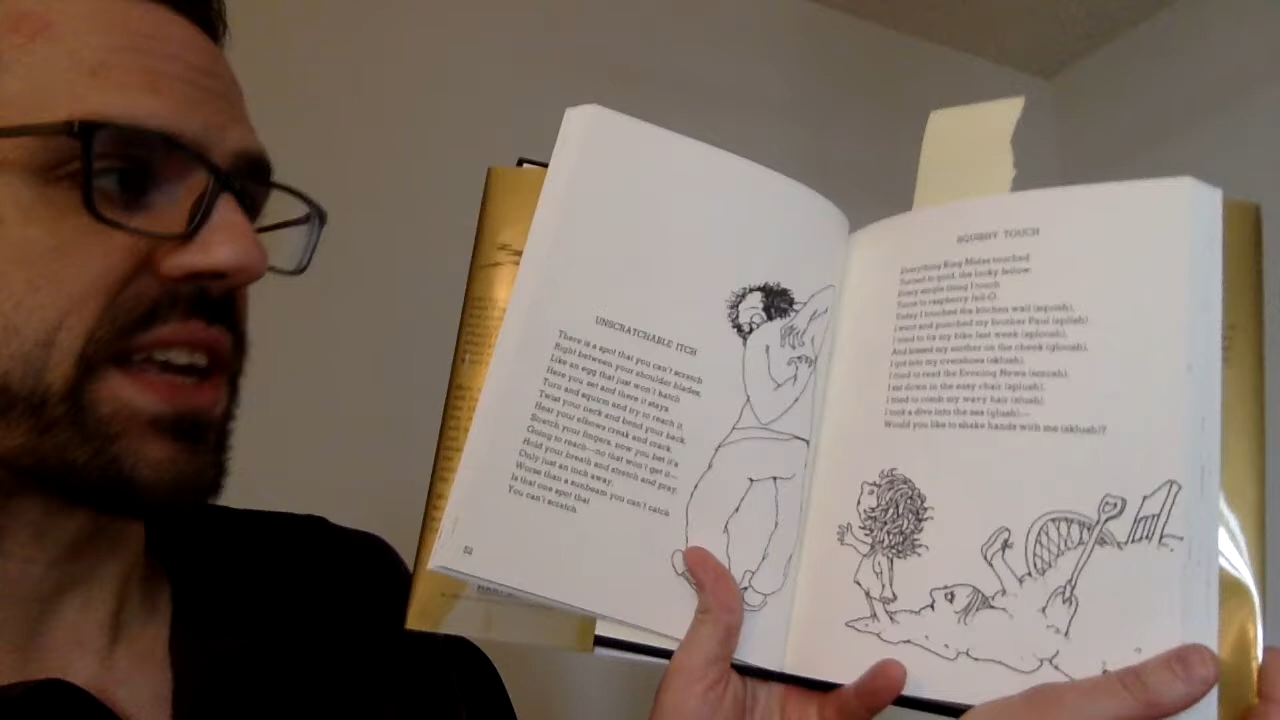 UNSCRATCHABLE ITCH
There is a spot that you can't scratch
Right between your shoulder blades,
Like an egg that just won't hatch
Here you set and there it stays.
Turn and squirm and try to reach it,
Twist your neck and bend your back,
Hear your elbows creak and crack,
Stretch your fingers, now you bet it's
Going to reach—no that won't get it—
Hold your breath and stretch and pray,
Only just an inch away,
Worse than a sunbeam you can't catch
Is that one spot that
You can't scratch.
52
SQUISHY TOUCH
Everything King Midas touched
Turned to gold, the lucky fellow.
Every single thing I touch
Turns to raspberry Jell-O.
Today I touched the kitchen wall (squish),
I went and punched my brother Paul (splish).
I tried to fix my bike last week (sploosh),
And kissed my mother on the cheek (gloosh).
I got into my overshoes (sklush),
I tried to read the Evening News (smush),
I sat down in the easy chair (splush),
I tried to comb my wavy hair (slush).
I took a dive into the sea (glush)—
Would you like to shake hands with me (sklush)?